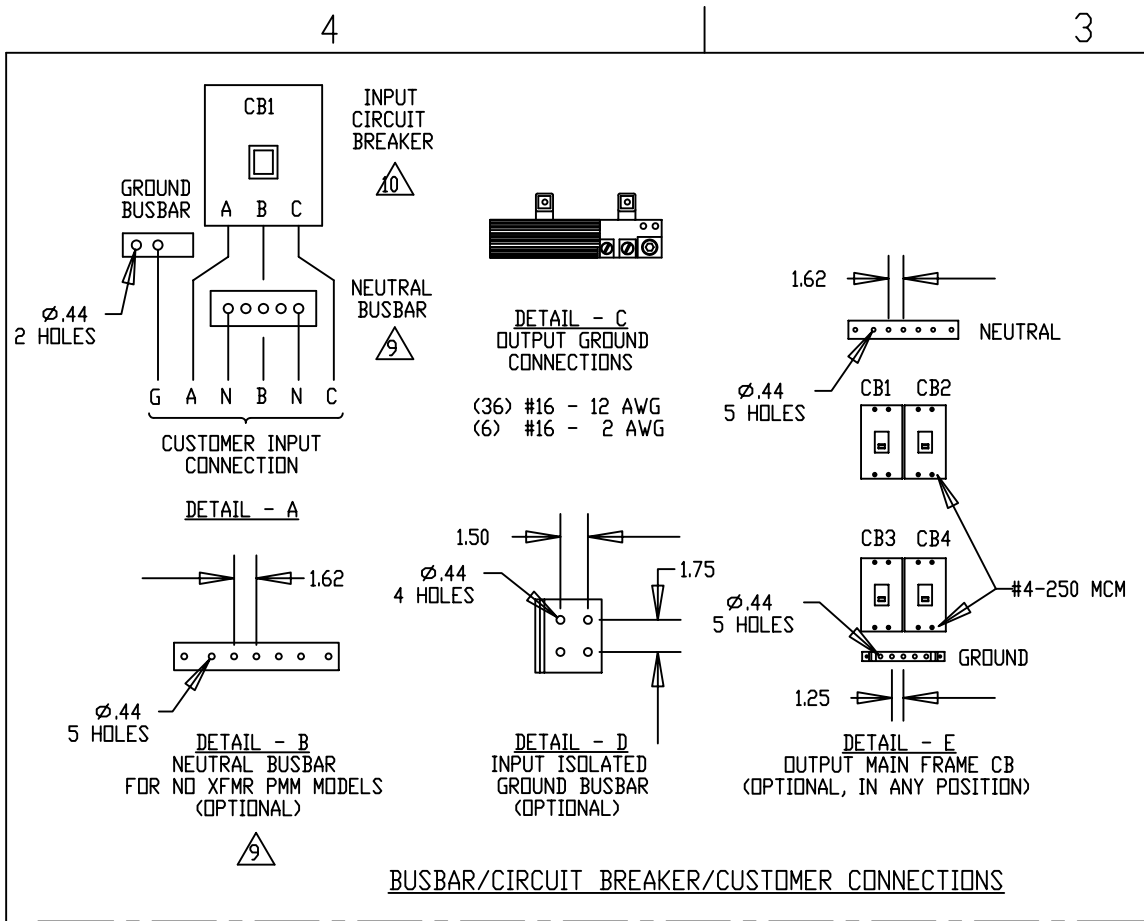 4
3
CB1
INPUT
CIRCUIT
BREAKER
10
GROUND
BUSBAR
A B C
NEUTRAL
BUSBAR
9
Ø.44
2 HOLES
G A N B N C
CUSTOMER INPUT
CONNECTION
DETAIL - A
DETAIL - C
OUTPUT GROUND
CONNECTIONS
(36) #16 - 12 AWG
(6) #16 - 2 AWG
1.62
NEUTRAL
Ø.44
5 HOLES
CB1 CB2
CB3 CB4
#4-250 MCM
Ø.44
5 HOLES
GROUND
1.25
DETAIL - E
OUTPUT MAIN FRAME CB
(OPTIONAL, IN ANY POSITION)
1.62
Ø.44
5 HOLES
DETAIL - B
NEUTRAL BUSBAR
FOR NO XFMR PMM MODELS
(OPTIONAL)
9
1.50
Ø.44
4 HOLES
1.75
DETAIL - D
INPUT ISOLATED
GROUND BUSBAR
(OPTIONAL)
BUSBAR/CIRCUIT BREAKER/CUSTOMER CONNECTIONS